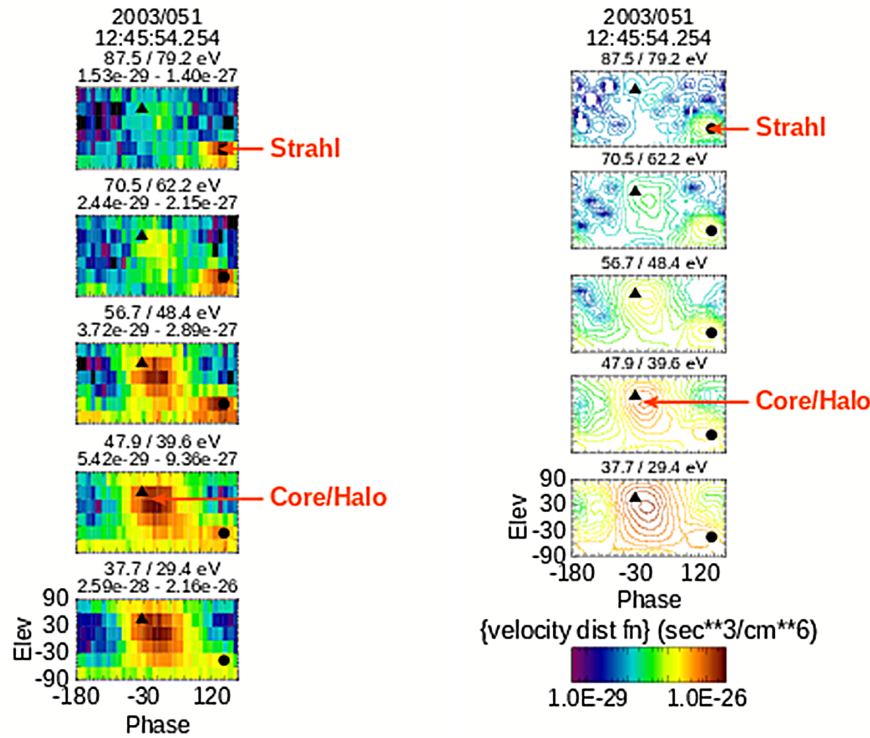 2003/051
12:45:54.254
87.5 / 79.2 eV
1.53e-29 - 1.40e-27
Strahl
70.5 / 62.2 eV
2.44e-29 - 2.15e-27
56.7 / 48.4 eV
3.72e-29 - 2.89e-27
47.9 / 39.6 eV
5.42e-29 - 9.36e-27
Core/Halo
37.7 / 29.4 eV
2.59e-28 - 2.16e-26
90
30
-30
-90
Elev
-180 -30 120
Phase
2003/051
12:45:54.254
87.5 / 79.2 eV
Strahl
70.5 / 62.2 eV
56.7 / 48.4 eV
47.9 / 39.6 eV
Core/Halo
37.7 / 29.4 eV
90
30
-30
-90
Elev
-180 -30 120
Phase
{velocity dist fn} (sec**3/cm**6)
1.0E-29 1.0E-26